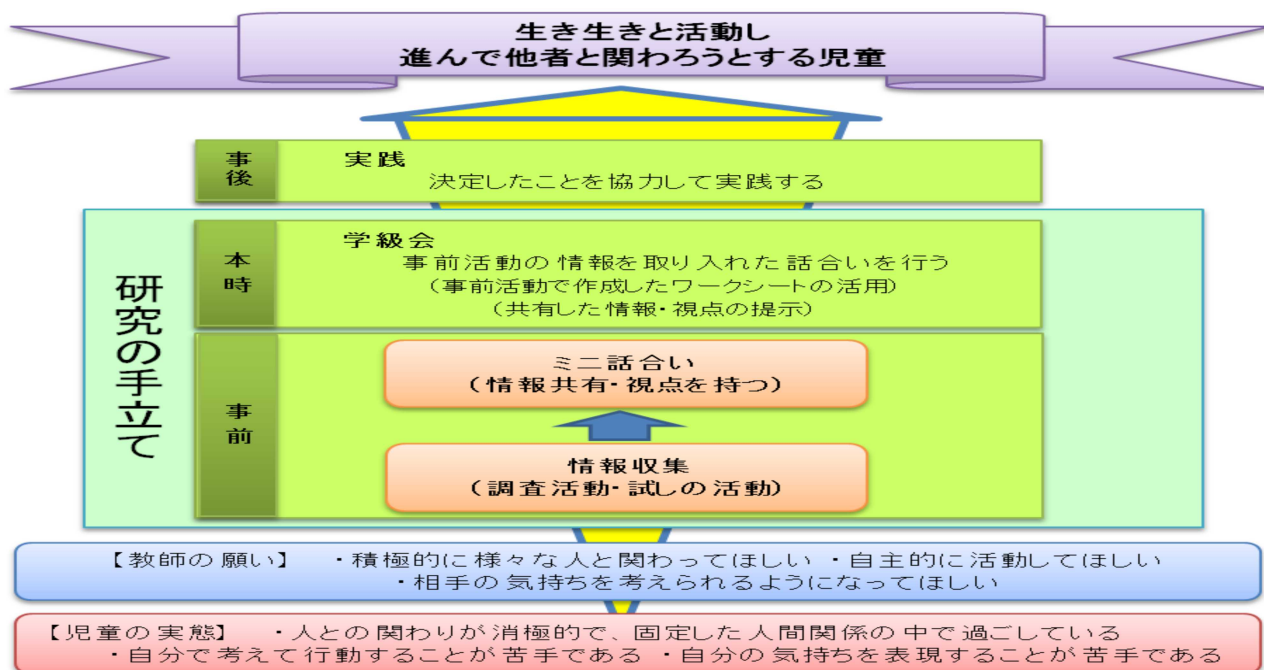 生き生きと活動し
進んで他者と関わろうとする児童
事後
実践
決定したことを協力して実践する
研究の手立て
本時
学級会
事前活動の情報を取り入れた話合いを行う
(事前活動で作成したワークシートの活用)
(共有した情報・視点の提示)
事前
ミニ話合い
(情報共有・視点を持つ)
情報収集
(調査活動・試しの活動)
【教師の願い】 ・積極的に様々な人と関わってほしい ・自主的に活動してほしい
・相手の気持ちを考えられるようになってほしい
【児童の実態】 ・人との関わりが消極的で、固定した人間関係の中で過ごしている
・自分で考えて行動することが苦手である ・自分の気持ちを表現することが苦手である